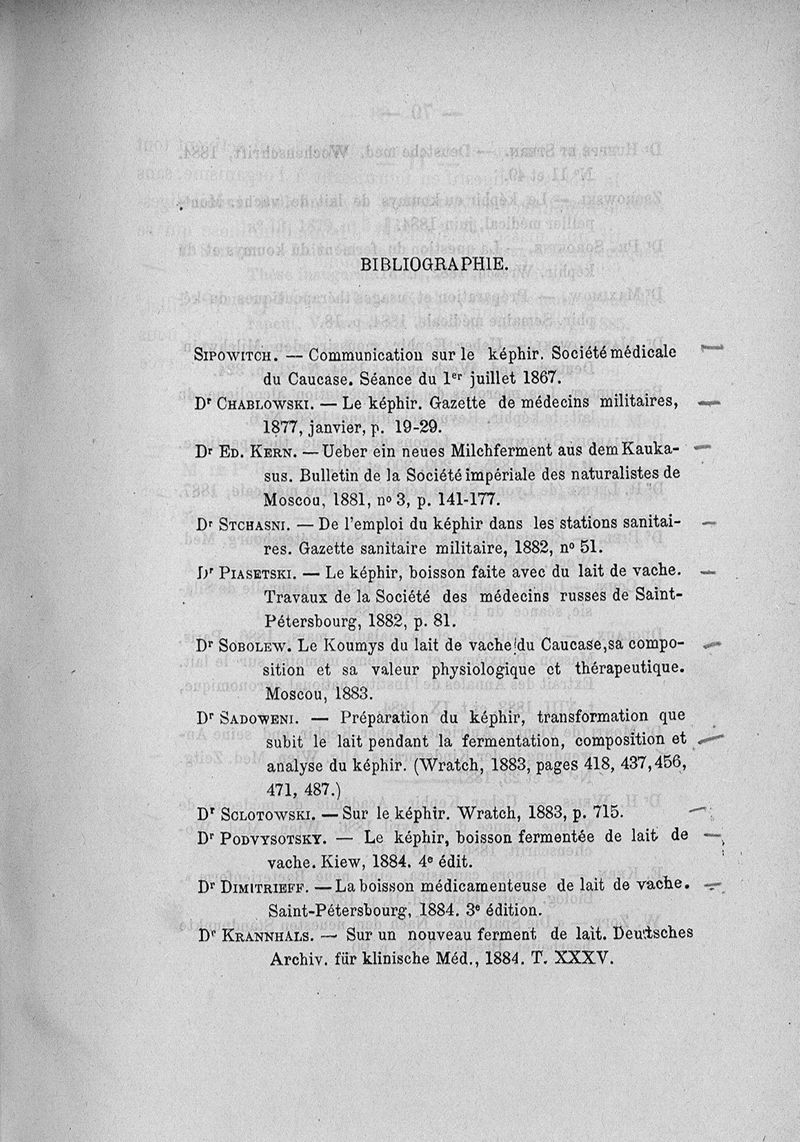 BIBLIOGRAPHIE.
SIPOWITCH. — Communication sur le képhir. Société médicale
du Caucase. Séance du 1er juillet 1867.
Dr CHABLOWSKI. — Le képhir. Gazette de médecins militaires,
1877, janvier, p. 19-29.
Dr ED. KERN. — Ueber ein neues Milchferment aus dem Kauka-
sus. Bulletin de la Société impériale des naturalistes de
Moscou, 1881, no 3, p. 141-177.
Dr STCHASNI. — De l'emploi du képhir dans les stations sanitai-
res. Gazette sanitaire militaire, 1882, no 51.
Dr PIASETSKI. — Le képhir, boisson faite avec du lait de vache.
Travaux de la Société des médecins russes de Saint-
Pétersbourg, 1882, p. 81.
Dr SOBOLEW. Le Koumys du lait de vache du Caucase, sa compo-
sition et sa valeur physiologique et thérapeutique.
Moscou, 1883.
Dr SADOWENI. — Préparation du képhir, transformation que
subit le lait pendant la fermentation, composition et
analyse du képhir. (Wratch, 1883, pages 418, 437, 456,
471, 487.)
Dr SCLOTOWSKI. — Sur le képhir. Wratch, 1883, p. 715.
Dr PODVYSOTSKY. — Le képhir, boisson fermentée de lait de
vache. Kiew, 1884. 4e édit.
Dr DIMITRIEFF. — La boisson médicamenteuse de lait de vache.
Saint-Pétersbourg, 1884. 3e édition.
Dr KRANNHALS. — Sur un nouveau ferment de lait. Deutsches
Archiv. für klinische Méd., 1884. T. XXXV.